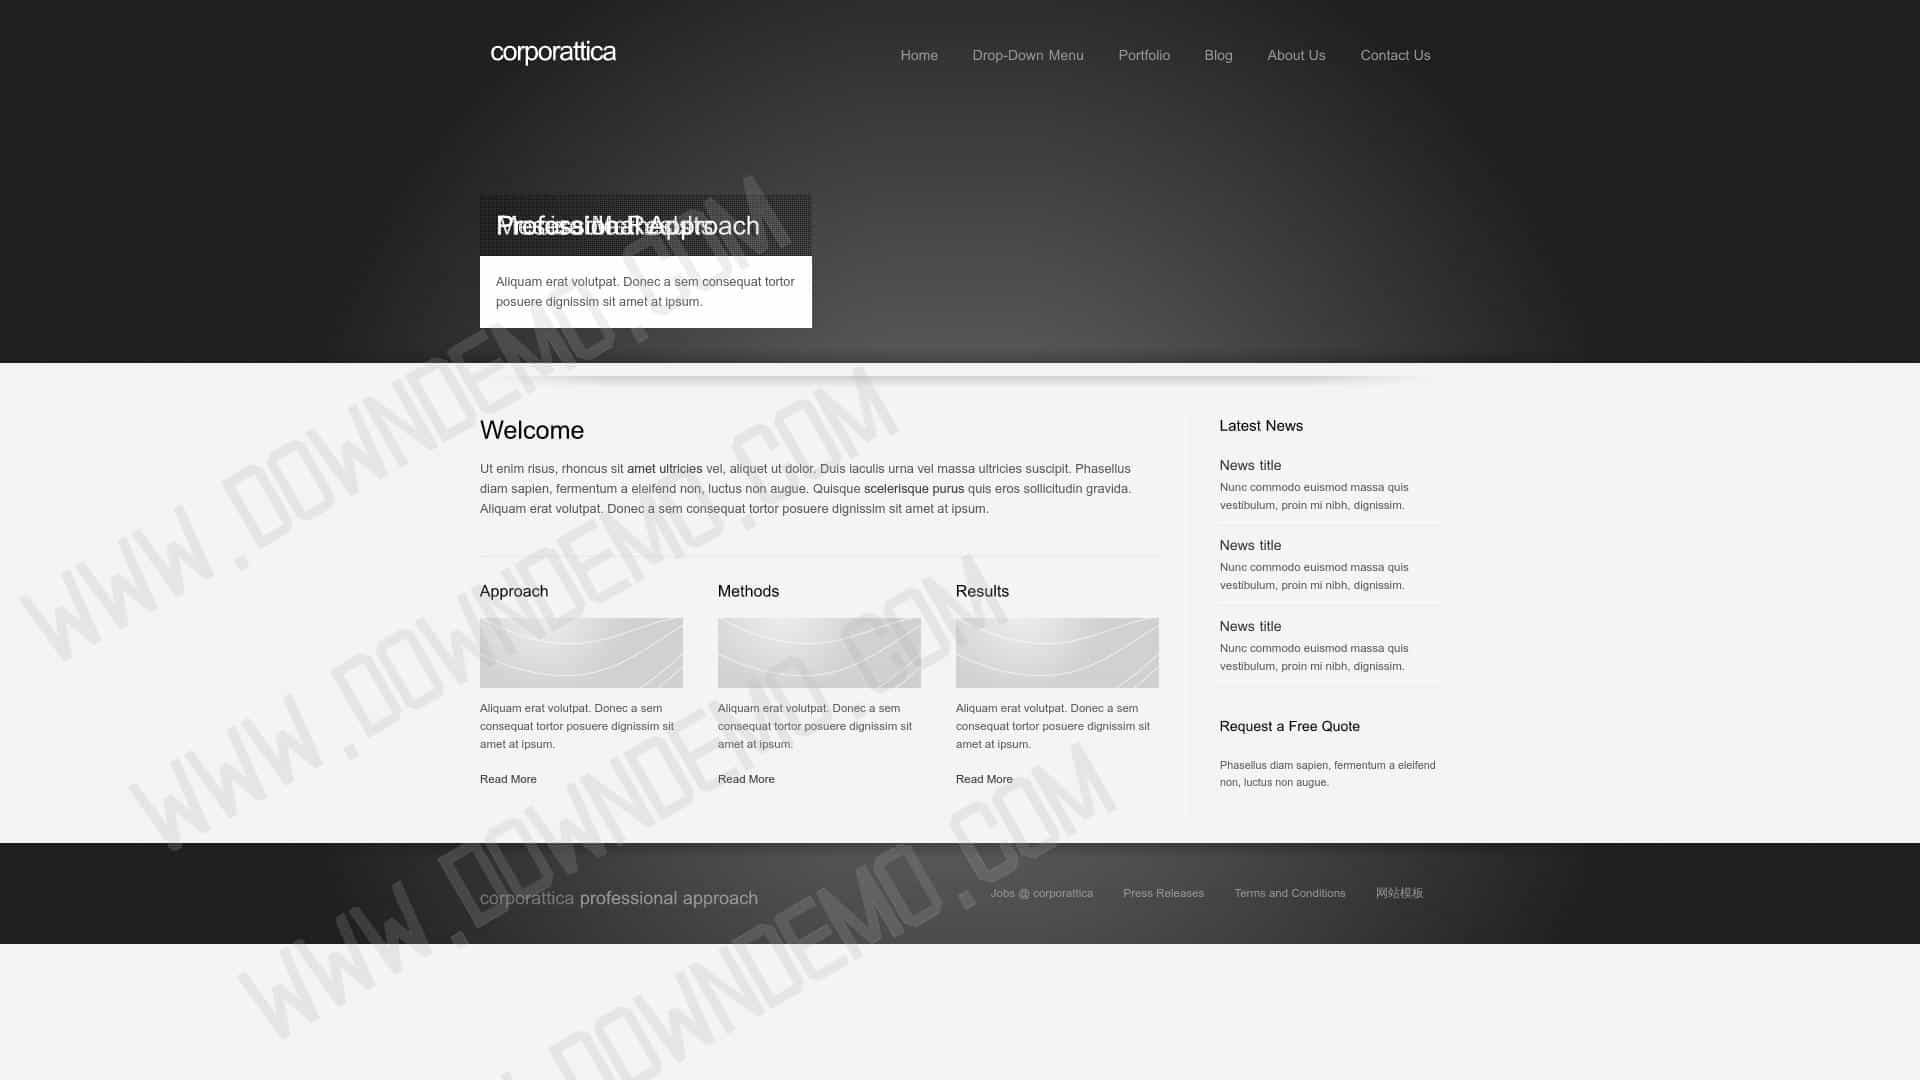 corporattica
Home
Drop-Down Menu
Portfolio
Blog
About Us
Contact Us
Professional Approach
Aliquam erat volutpat. Donec a sem consequat tortor
posuere dignissim sit amet at ipsum.
Welcome
Ut enim risus, rhoncus sit amet ultricies vel, aliquet ut dolor. Duis iaculis urna vel massa ultricies suscipit. Phasellus
diam sapien, fermentum a eleifend non, luctus non augue. Quisque scelerisque purus quis eros sollicitudin gravida.
Aliquam erat volutpat. Donec a sem consequat tortor posuere dignissim sit amet at ipsum.
Approach
Aliquam erat volutpat. Donec a sem
consequat tortor posuere dignissim sit
amet at ipsum.
Read More
Methods
Aliquam erat volutpat. Donec a sem
consequat tortor posuere dignissim sit
amet at ipsum.
Read More
Results
Aliquam erat volutpat. Donec a sem
consequat tortor posuere dignissim sit
amet at ipsum.
Read More
Latest News
News title
Nunc commodo euismod massa quis
vestibulum, proin mi nibh, dignissim.
News title
Nunc commodo euismod massa quis
vestibulum, proin mi nibh, dignissim.
News title
Nunc commodo euismod massa quis
vestibulum, proin mi nibh, dignissim.
Request a Free Quote
Phasellus diam sapien, fermentum a eleifend
non, luctus non augue.
corporattica professional approach
Jobs @ corporattica
Press Releases
Terms and Conditions
网站模板
WWW.DOWNDEMO.COM
WWW.DOWNDEMO.COM
WWW.DOWNDEMO.COM
DOWNDEMO.COM